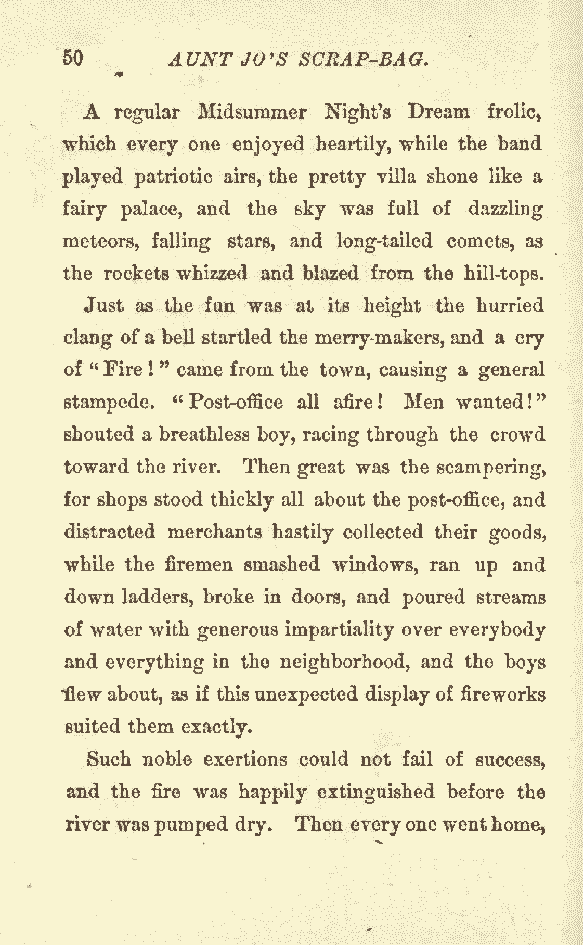 50 AUNT JO'S SCRAP-BAG.
A regular Midsummer Night's Dream frolic,
which every one enjoyed heartily, while the band
played patriotic airs, the pretty villa shone like a
fairy palace, and the sky was full of dazzling
meteors, falling stars, and long-tailed comets, as
the rockets whizzed and blazed from the hill-tops.
Just as the fun was at its height the hurried
clang of a bell startled the merry-makers, and a cry
of "Fire!" came from the town, causing a general
stampede. "Post-office all afire! Men wanted!"
shouted a breathless boy, racing through the crowd
toward the river. Then great was the scampering,
for shops stood thickly all about the post-office, and
distracted merchants hastily collected their goods,
while the firemen smashed windows, ran up and
down ladders, broke in doors, and poured streams
of water with generous impartiality over everybody
and everything in the neighborhood, and the boys
flew about, as if this unexpected display of fireworks
suited them exactly.
Such noble exertions could not fail of success,
and the fire was happily extinguished before the
river was pumped dry. Then every one went home,